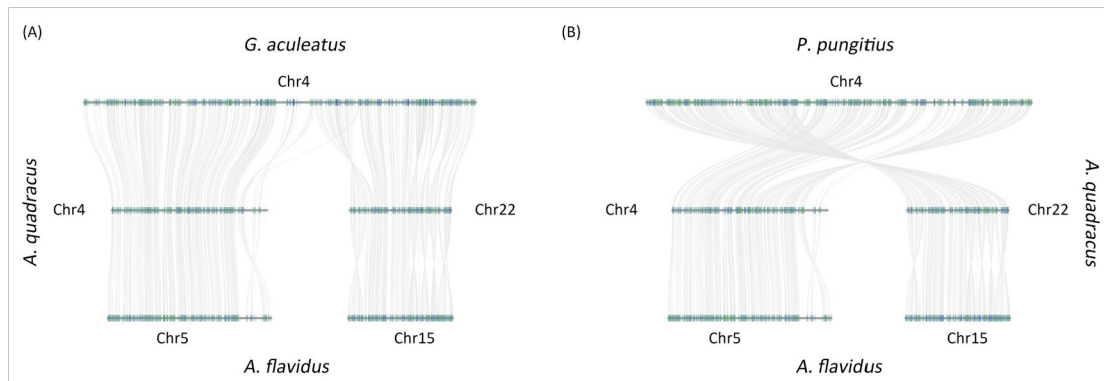 (A)
G. aculeatus
Chr4
A. quadracus
Chr4
Chr22
Chr5
Chr15
A. flavidus
(B)
P. pungitius
Chr4
Chr4
Chr22
A. quadracus
Chr5
Chr15
A. flavidus